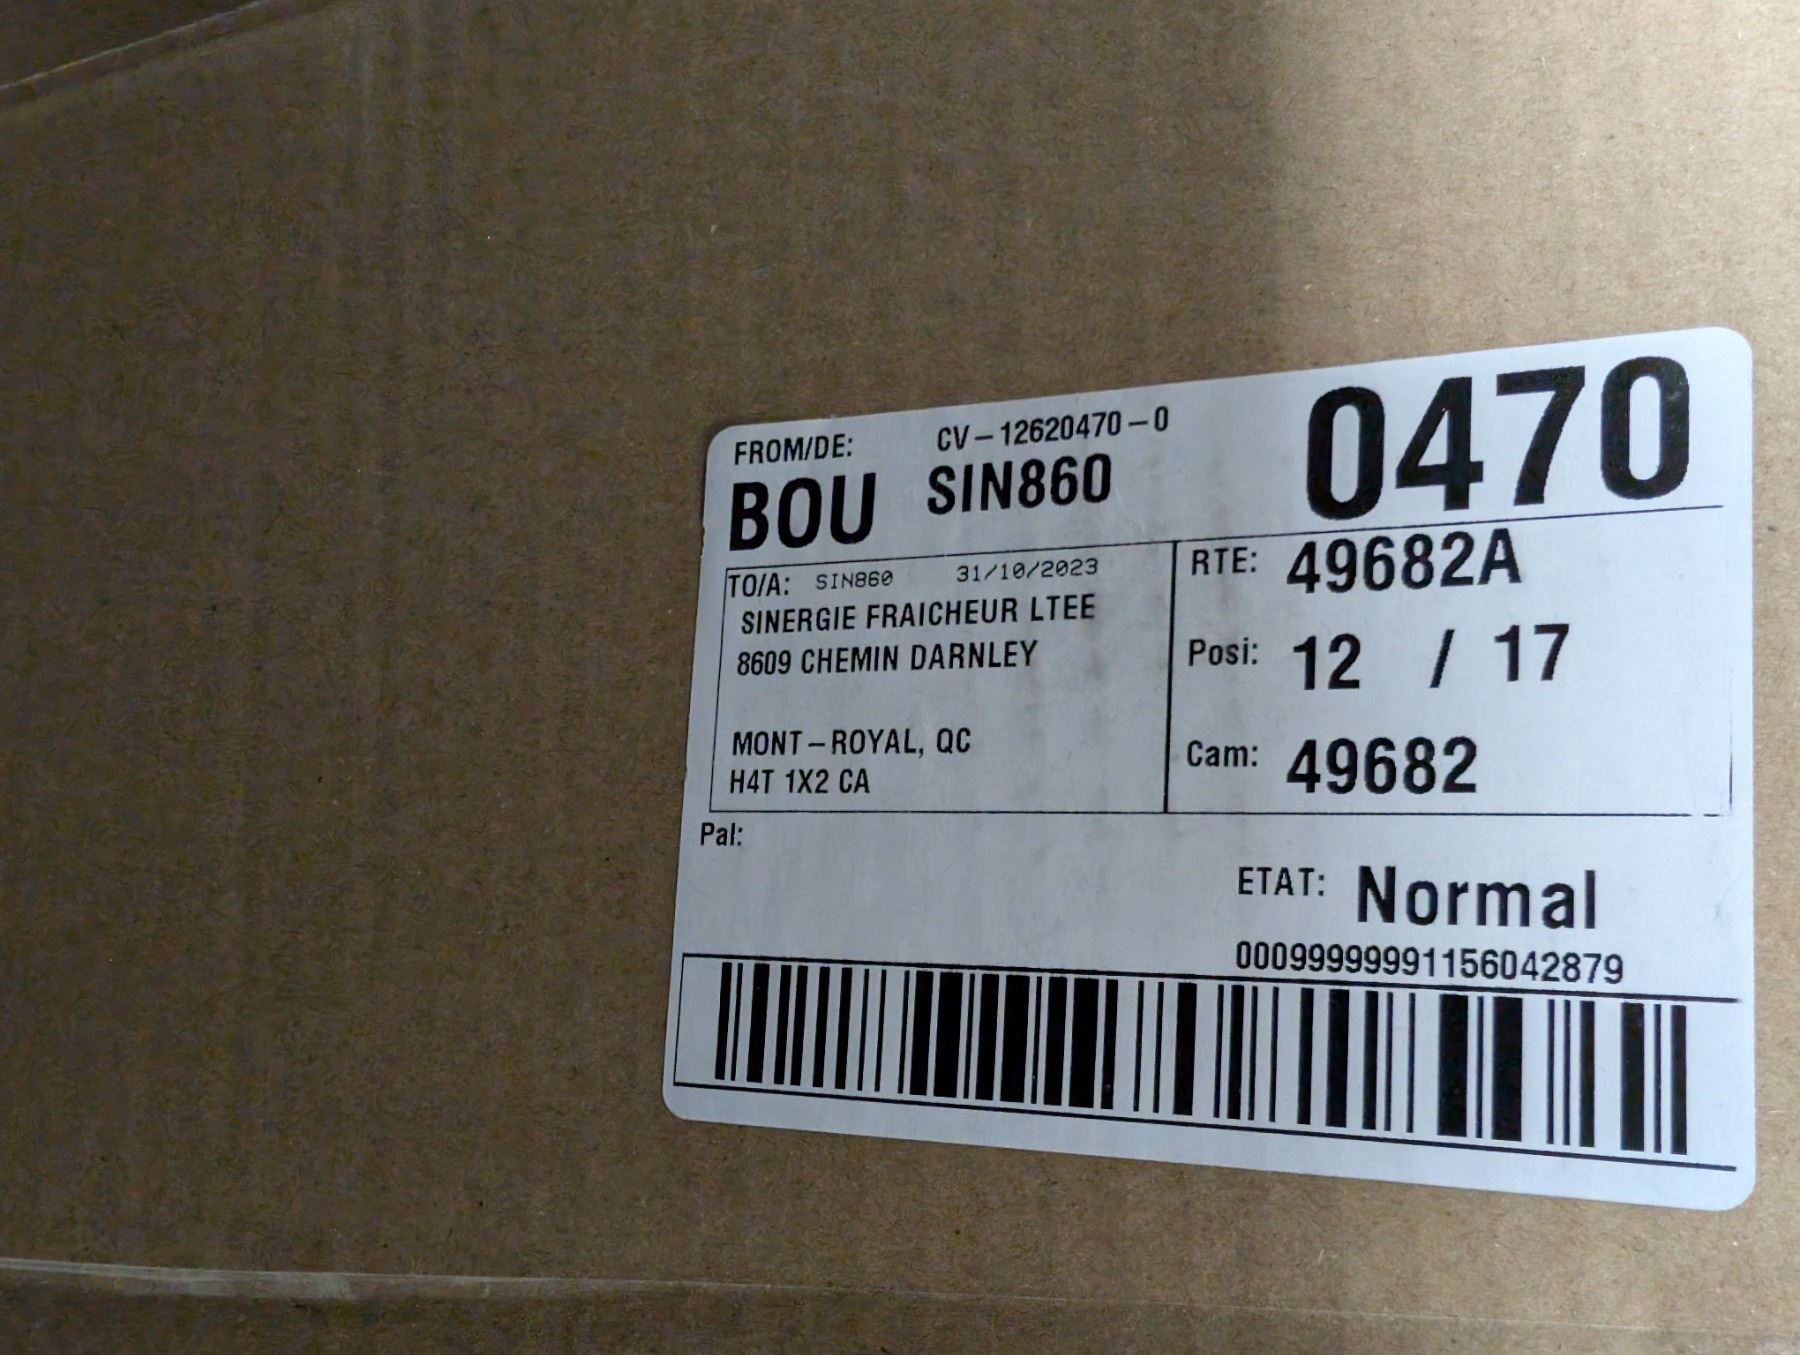 FROM/DE: CV-12620470-0 0470
BOU SIN860
TO/A: SIN860 31/10/2023
SINERGIE FRAICHEUR LTEE
8609 CHEMIN DARNLEY
MONT-ROYAL, QC
H4T 1X2 CA
RTE: 49682A
Posi: 12 / 17
Cam: 49682
Pal:
ETAT: Normal
00099999991156042879